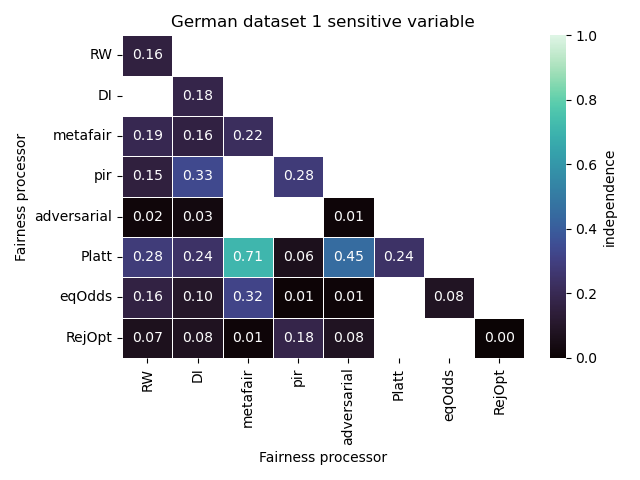 German dataset 1 sensitive variable
RW 0.16
DI 0.18
metafair 0.19 0.16 0.22
pir 0.15 0.33 0.28
adversarial 0.02 0.03 0.01
Platt 0.28 0.24 0.71 0.06 0.45 0.24
eqOdds 0.16 0.10 0.32 0.01 0.01 0.08
RejOpt 0.07 0.08 0.01 0.18 0.08 0.00
RW DI metafair pir adversarial Platt eqOdds RejOpt
Fairness processor
Fairness processor
1.0
0.8
0.6
0.4
0.2
0.0
independence